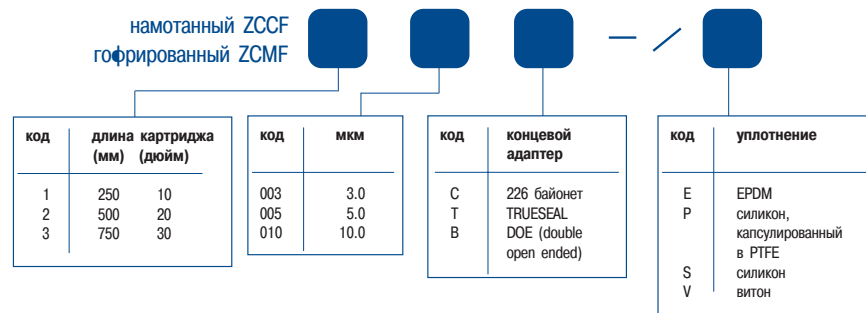 намотанный ZCCF
гофрированный ZCMF
— /
код длина картриджа
(мм) (дюйм)
1 250 10
2 500 20
3 750 30
код мкм
003 3.0
005 5.0
010 10.0
код концевой
адаптер
C 226 байонет
T TRUESEAL
B DOE (double
open ended)
код уплотнение
E EPDM
P силикон,
капсулированный
в PTFE
S силикон
V витон